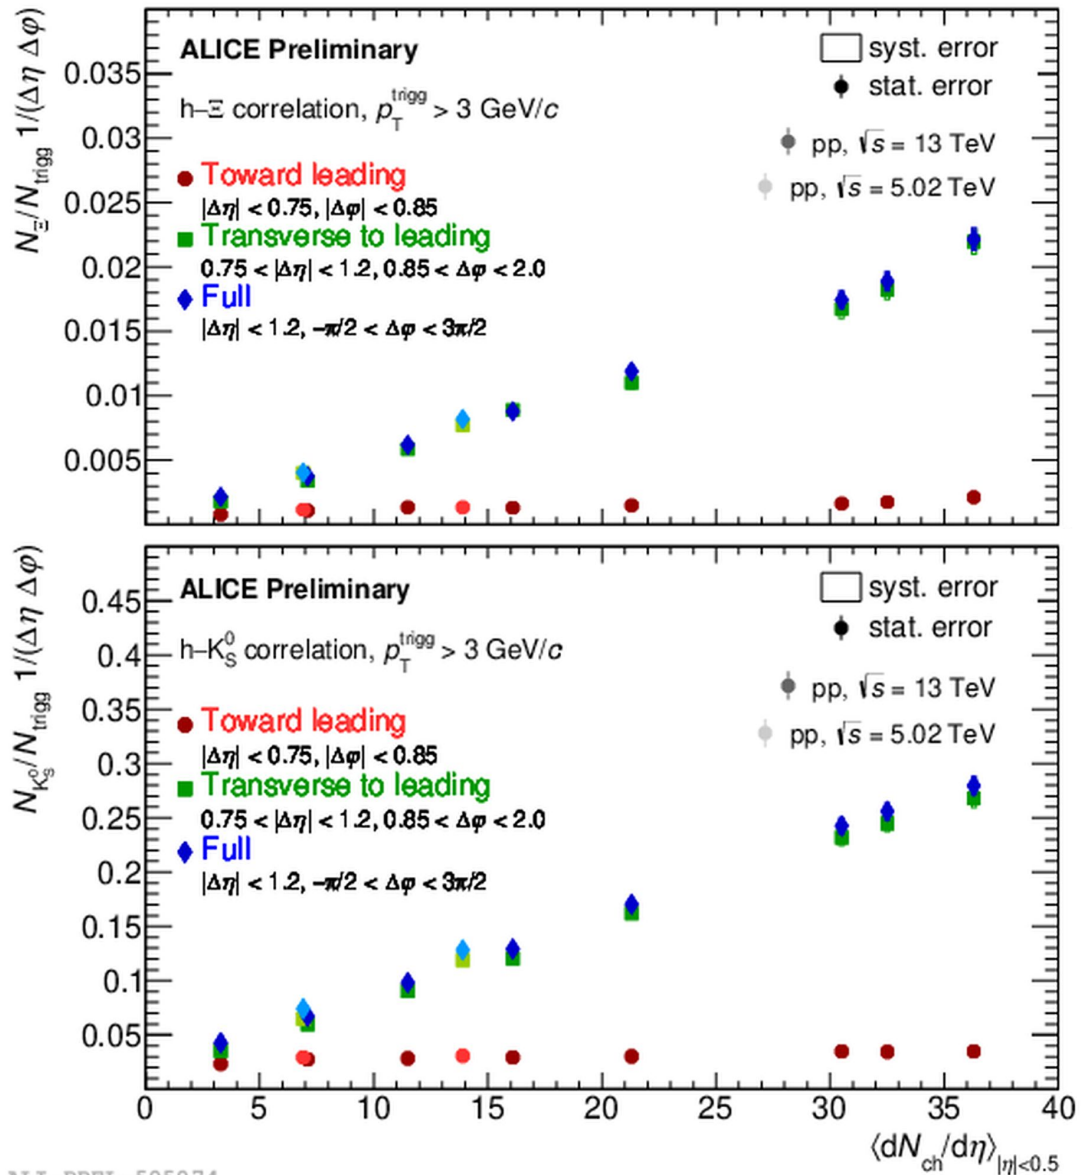 ALICE Preliminary
syst. error
stat. error
h–Ξ correlation, p_T^trigg > 3 GeV/c
pp, √s = 13 TeV
pp, √s = 5.02 TeV
Toward leading
|Δη| < 0.75, |Δφ| < 0.85
Transverse to leading
0.75 < |Δη| < 1.2, 0.85 < Δφ < 2.0
Full
|Δη| < 1.2, –π/2 < Δφ < 3π/2
N_Ξ/N_trigg 1/(Δη Δφ)
0.035
0.03
0.025
0.02
0.015
0.01
0.005
ALICE Preliminary
syst. error
stat. error
h–K_S^0 correlation, p_T^trigg > 3 GeV/c
pp, √s = 13 TeV
pp, √s = 5.02 TeV
Toward leading
|Δη| < 0.75, |Δφ| < 0.85
Transverse to leading
0.75 < |Δη| < 1.2, 0.85 < Δφ < 2.0
Full
|Δη| < 1.2, –π/2 < Δφ < 3π/2
N_K_S^0/N_trigg 1/(Δη Δφ)
0.45
0.4
0.35
0.3
0.25
0.2
0.15
0.1
0.05
0 5 10 15 20 25 30 35 40
⟨dN_ch/dη⟩_|η|<0.5